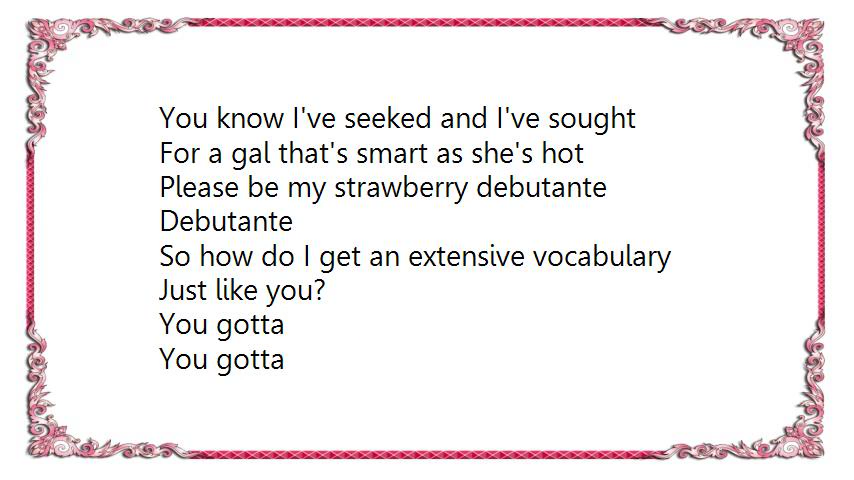 You know I've seeked and I've sought
For a gal that's smart as she's hot
Please be my strawberry debutante
Debutante
So how do I get an extensive vocabulary
Just like you?
You gotta
You gotta